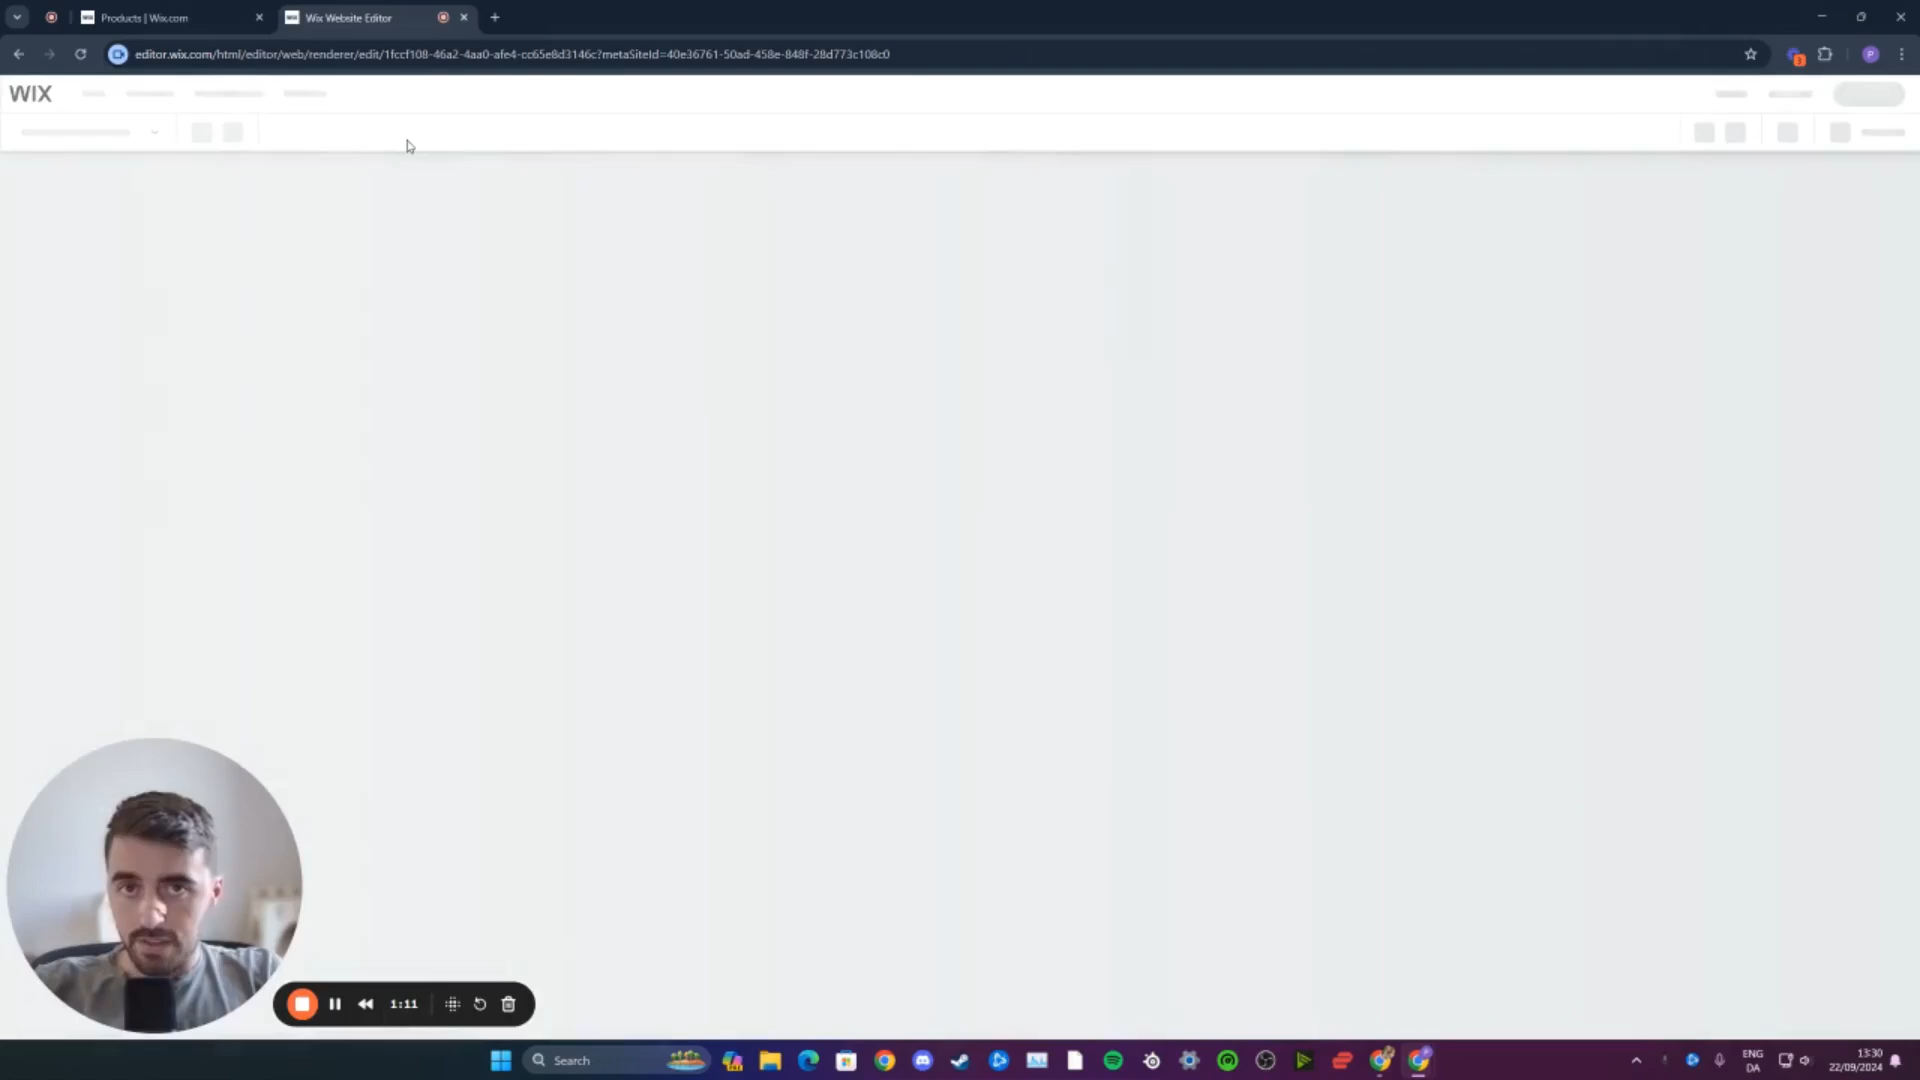 Products | Wix.com
Wix Website Editor
editor.wix.com/html/editor/web/renderer/edit/1fccf108-46a2-4aa0-afe4-cc65e8d3146c?metaSiteId=40e36761-50ad-458e-848f-28d773c108c0
WIX
1:11
Search
ENG
DA
13:30
22/09/2024